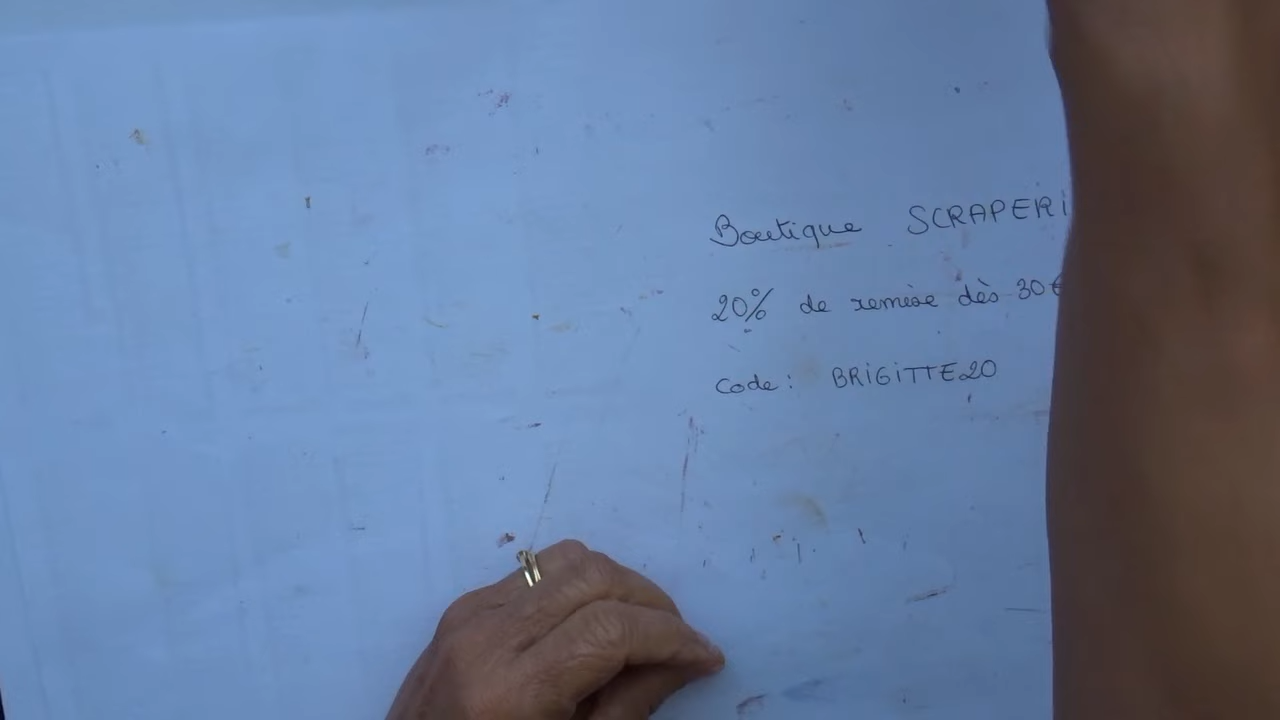 Boutique SCRAPERI
20% de remise dès 30€
Code: BRIGITTE20